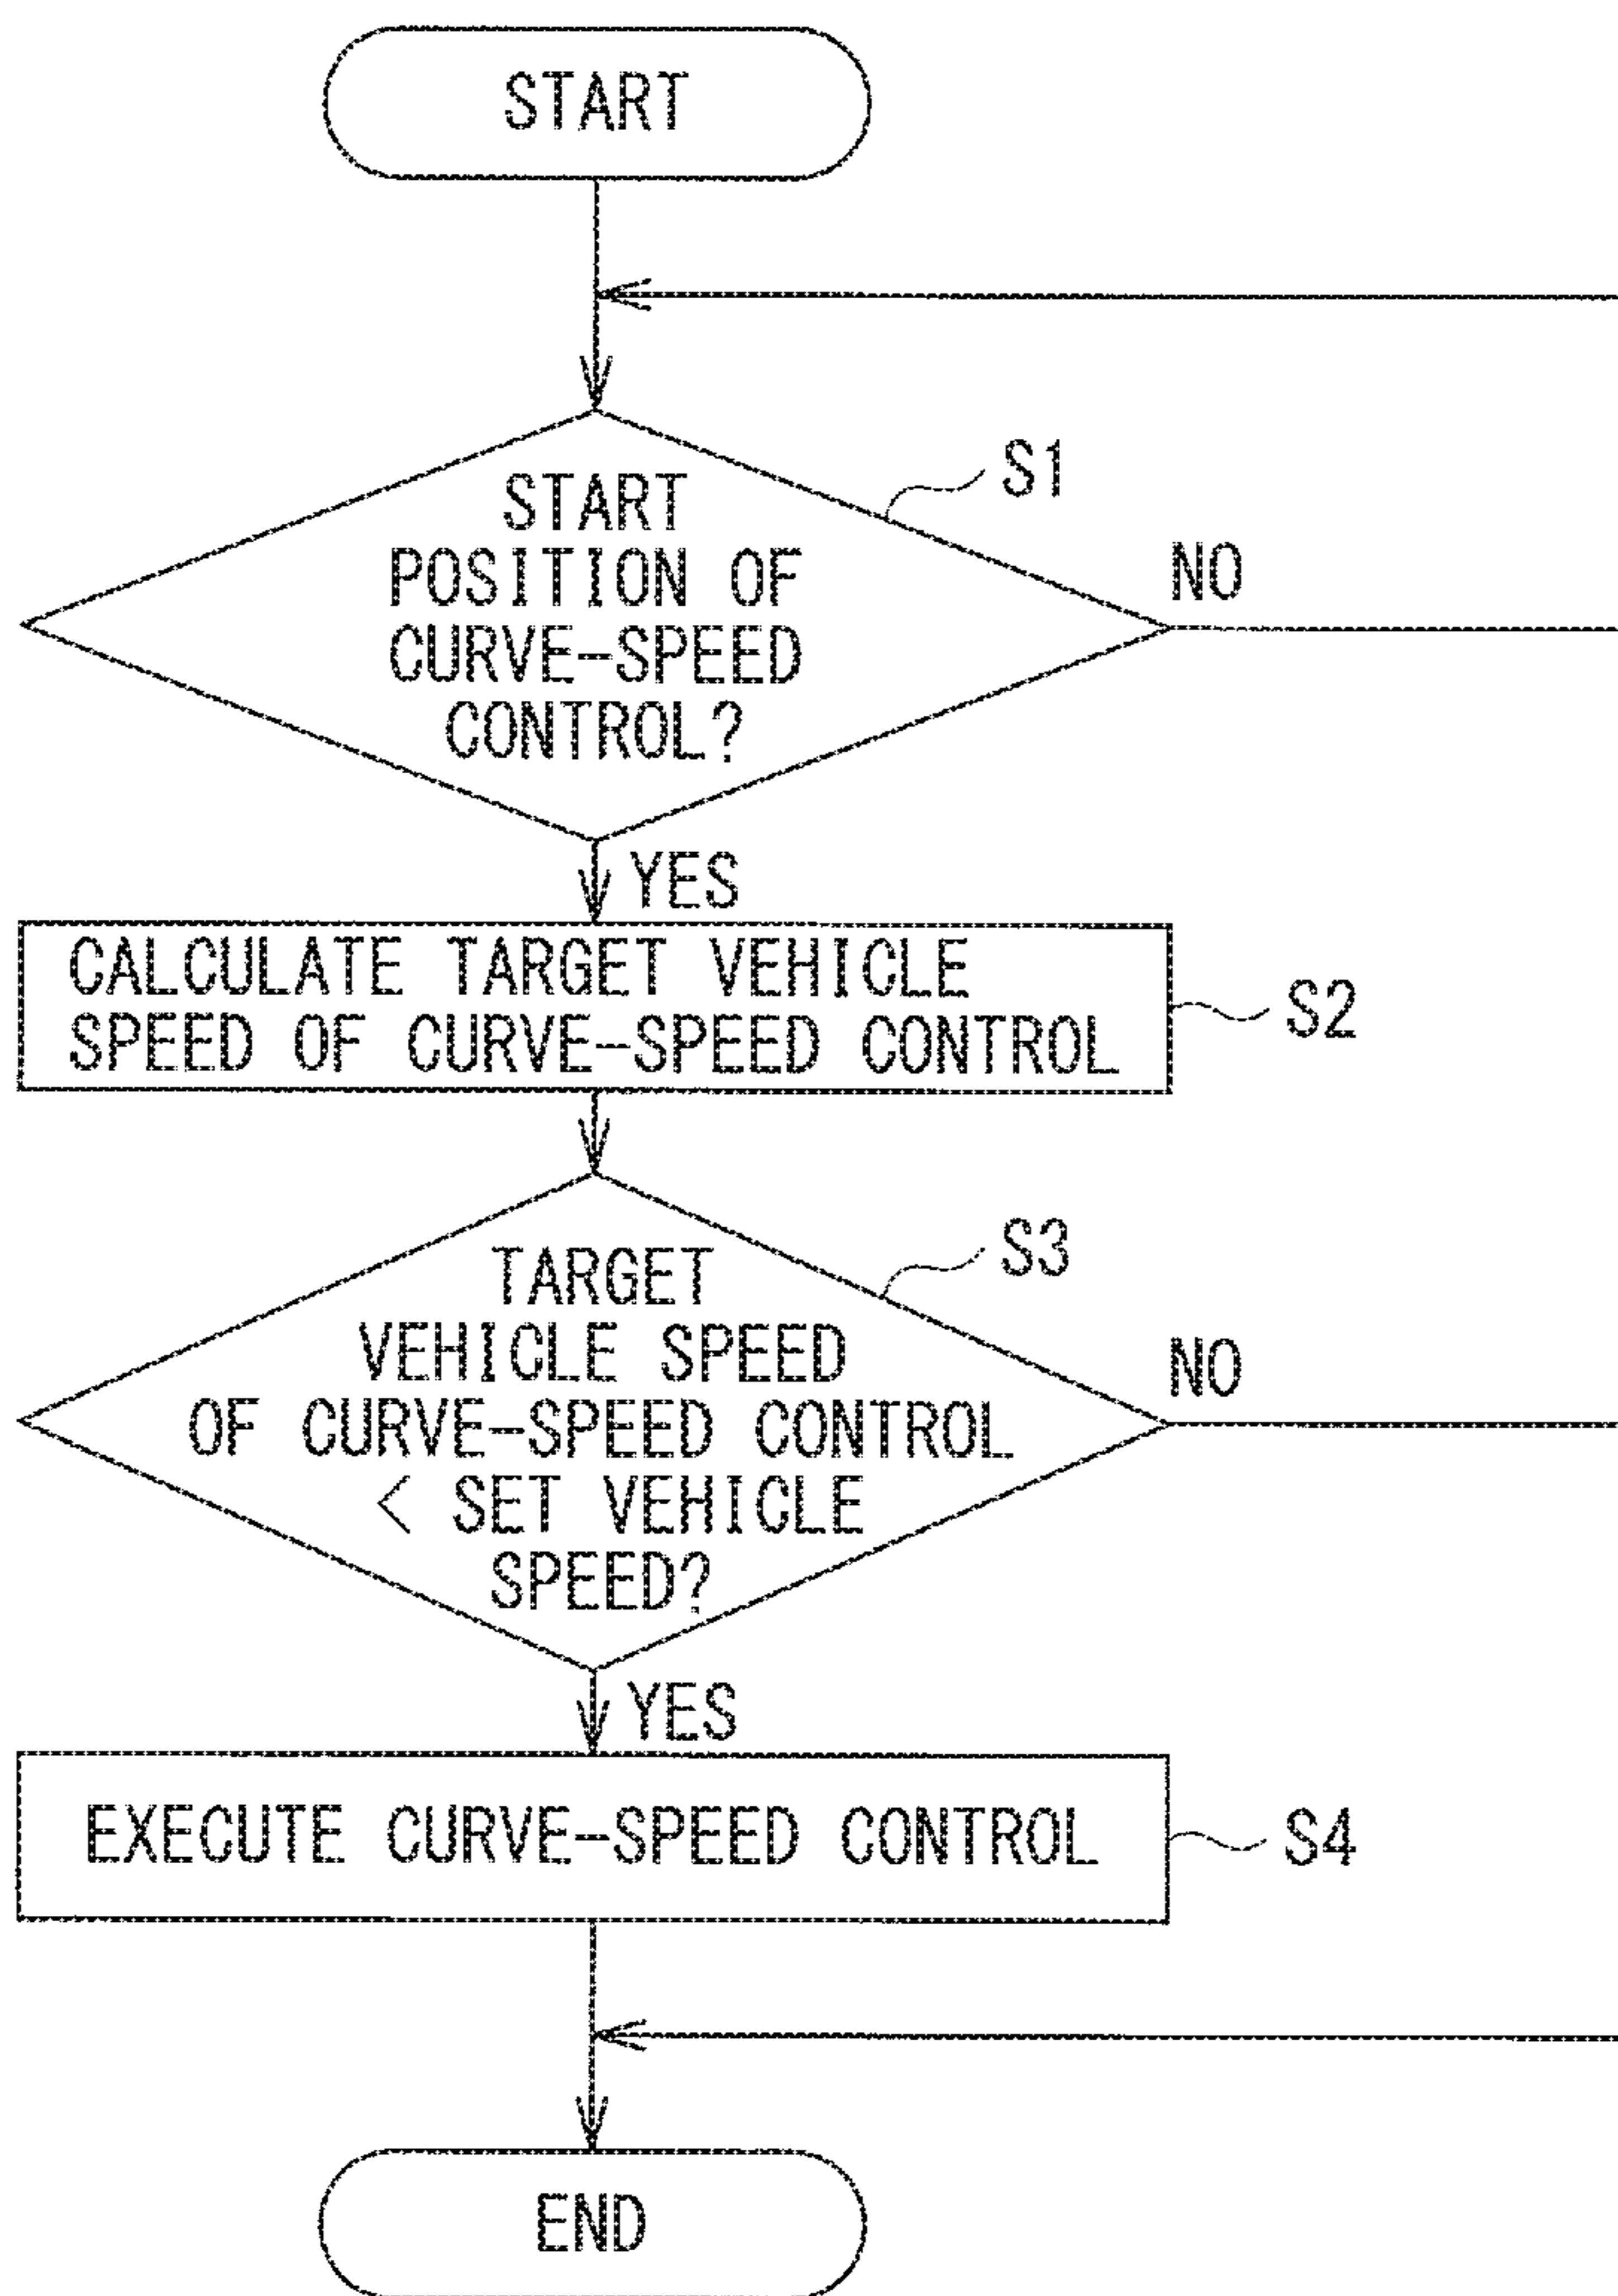 START
START
POSITION OF
CURVE-SPEED
CONTROL?
S1
NO
YES
CALCULATE TARGET VEHICLE
SPEED OF CURVE-SPEED CONTROL
S2
TARGET
VEHICLE SPEED
OF CURVE-SPEED CONTROL
< SET VEHICLE
SPEED?
S3
NO
YES
EXECUTE CURVE-SPEED CONTROL
S4
END